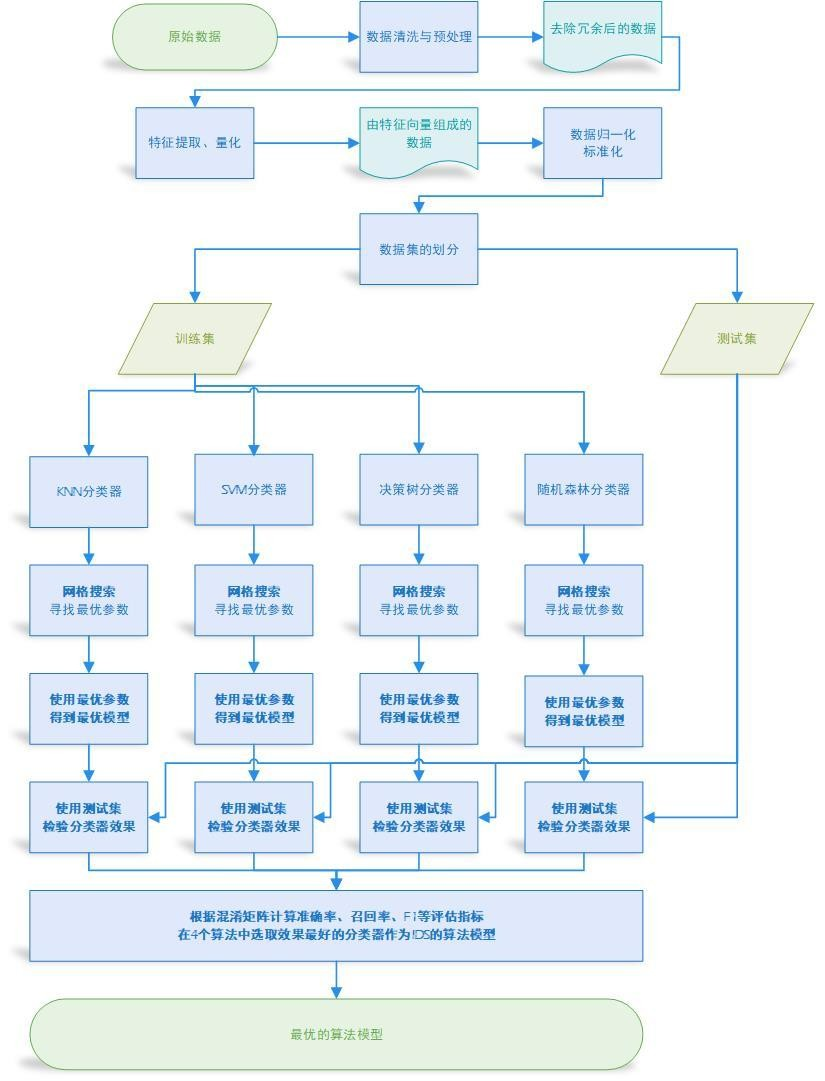 原始数据
数据清洗与预处理
去除冗余后的数据
特征提取、量化
由特征向量组成的
数据
数据归一化
标准化
数据集的划分
训练集
测试集
KNN分类器
SVM分类器
决策树分类器
随机森林分类器
网格搜索
寻找最优参数
网格搜索
寻找最优参数
网格搜索
寻找最优参数
网格搜索
寻找最优参数
使用最优参数
得到最优模型
使用最优参数
得到最优模型
使用最优参数
得到最优模型
使用最优参数
得到最优模型
使用测试集
检验分类器效果
使用测试集
检验分类器效果
使用测试集
检验分类器效果
使用测试集
检验分类器效果
根据混淆矩阵计算准确率、召回率、F1等评估指标
在4个算法中选取效果最好的分类器作为IDS的算法模型
最优的算法模型